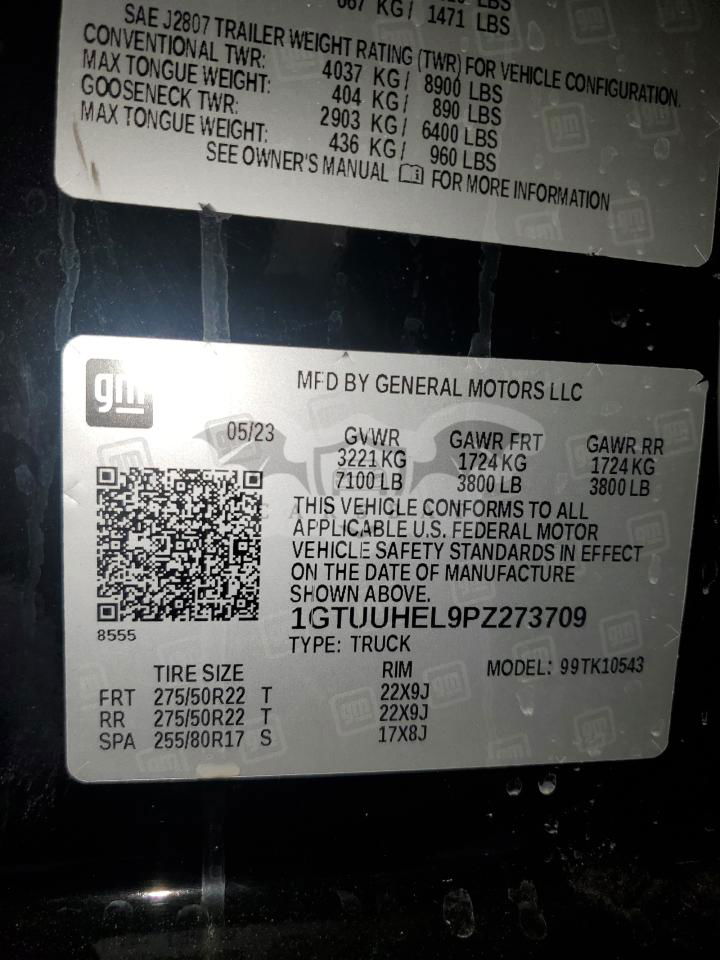 667 KG/ 1471 LBS
SAE J2807 TRAILER WEIGHT RATING (TWR) FOR VEHICLE CONFIGURATION.
CONVENTIONAL TWR: 4037 KG/ 8900 LBS
MAX TONGUE WEIGHT: 404 KG/ 890 LBS
GOOSENECK TWR: 2903 KG/ 6400 LBS
MAX TONGUE WEIGHT: 436 KG/ 960 LBS
SEE OWNER'S MANUAL FOR MORE INFORMATION
gm
MFD BY GENERAL MOTORS LLC
05/23 GVWR GAWR FRT GAWR RR
3221 KG 1724 KG 1724 KG
7100 LB 3800 LB 3800 LB
THIS VEHICLE CONFORMS TO ALL
APPLICABLE U.S. FEDERAL MOTOR
VEHICLE SAFETY STANDARDS IN EFFECT
ON THE DATE OF MANUFACTURE
SHOWN ABOVE.
1GTUUHEL9PZ273709
8555
TYPE: TRUCK
TIRE SIZE RIM MODEL: 99TK10543
FRT 275/50R22 T 22X9J
RR 275/50R22 T 22X9J
SPA 255/80R17 S 17X8J